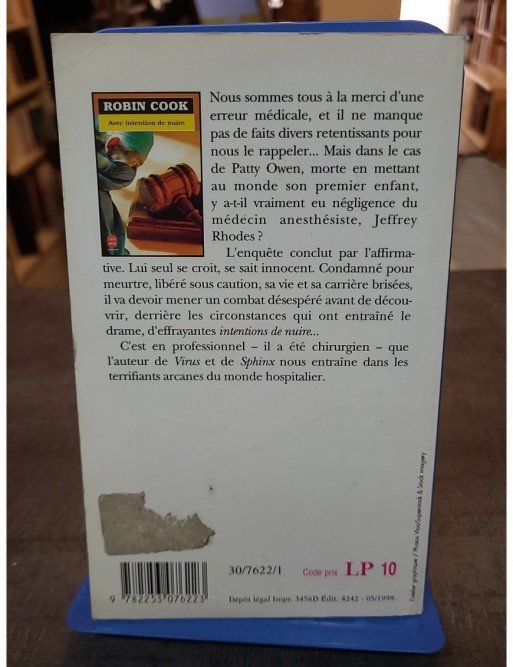 ROBIN COOK
Avec intention de nuire
Nous sommes tous à la merci d'une
erreur médicale, et il ne manque
pas de faits divers retentissants pour
nous le rappeler... Mais dans le cas
de Patty Owen, morte en mettant
au monde son premier enfant,
y a-t-il vraiment eu négligence du
médecin anesthésiste, Jeffrey
Rhodes ?
L'enquête conclut par l'affirma-
tive. Lui seul se croit, se sait innocent. Condamné pour
meurtre, libéré sous caution, sa vie et sa carrière brisées,
il va devoir mener un combat désespéré avant de décou-
vrir, derrière les circonstances qui ont entraîné le
drame, d'effrayantes intentions de nuire...
C'est en professionnel – il a été chirurgien – que
l'auteur de Virus et de Sphinx nous entraîne dans les
terrifiants arcanes du monde hospitalier.
30/7622/1
Code prix LP 10
9 782253 076223
Dépôt légal Impr. 3456D Édit. 4242 - 05/1999
l'atelier graphique / Photos Vloo-Superstock & Stock imagery